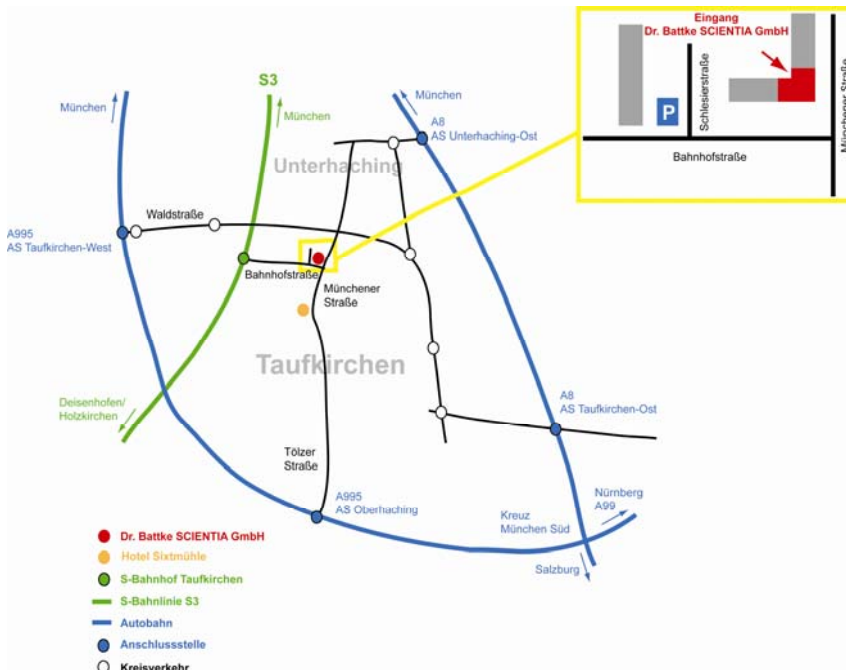 Eingang
Dr. Battke SCIENTIA GmbH
Schlesierstraße
Münchener Straße
P
Bahnhofstraße
S3
München
München
München
A8
AS Unterhaching-Ost
Unterhaching
Waldstraße
A995
AS Taufkirchen-West
Bahnhofstraße
Münchener
Straße
Taufkirchen
Deisenhofen/
Holzkirchen
A8
AS Taufkirchen-Ost
Tölzer
Straße
A995
AS Oberhaching
Kreuz
München Süd
Nürnberg
A99
Salzburg
Dr. Battke SCIENTIA GmbH
Hotel Sixtmühle
S-Bahnhof Taufkirchen
S-Bahnlinie S3
Autobahn
Anschlussstelle
Kreisverkehr